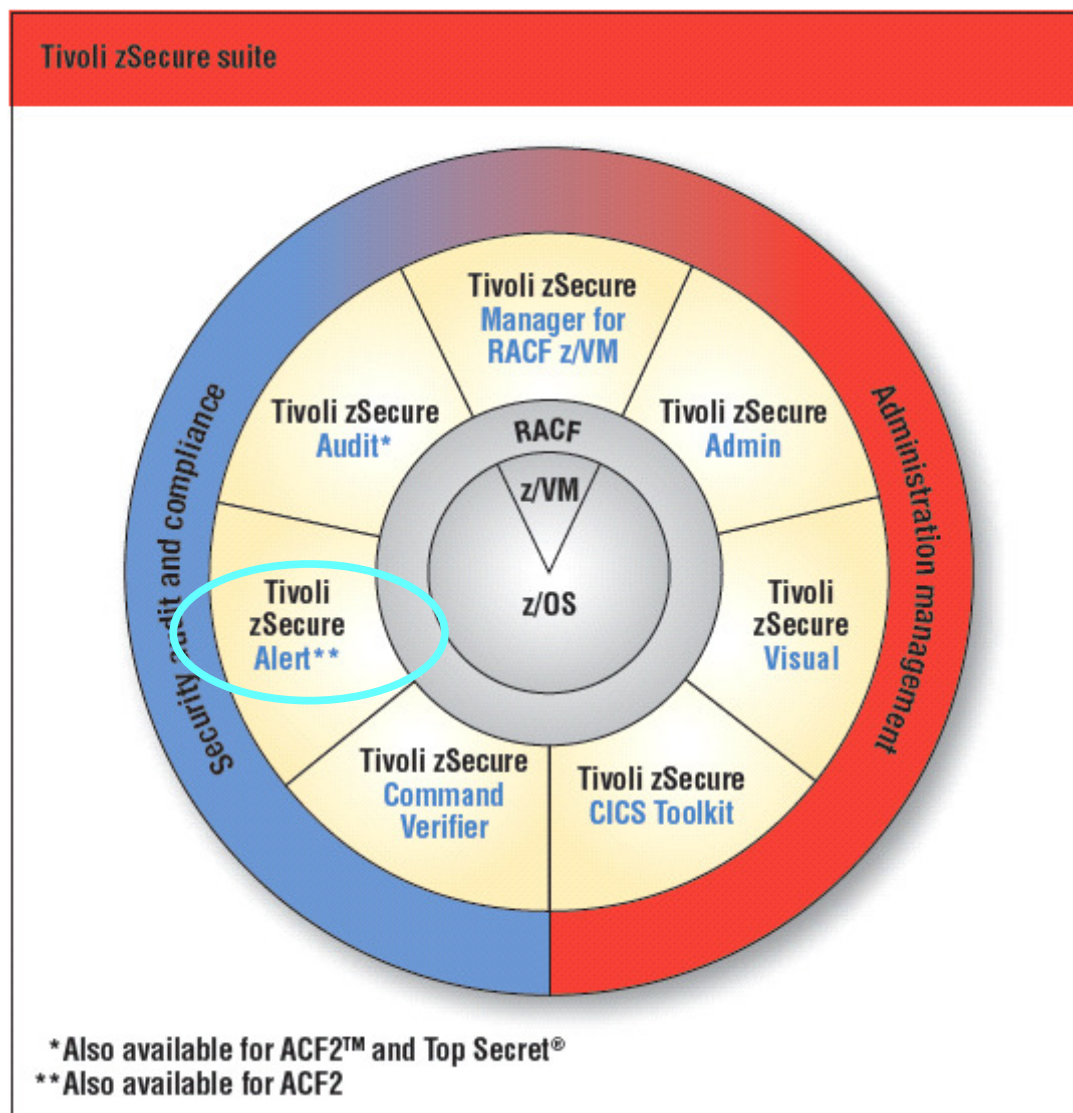 Tivoli zSecure suite
Tivoli zSecure
Manager for
RACF z/VM
Tivoli zSecure
Audit*
Tivoli zSecure
Admin
RACF
z/VM
z/OS
Security audit and compliance
Administration management
Tivoli
zSecure
Alert**
Tivoli
zSecure
Visual
Tivoli zSecure
Command
Verifier
Tivoli zSecure
CICS Toolkit
*Also available for ACF2™ and Top Secret®
**Also available for ACF2